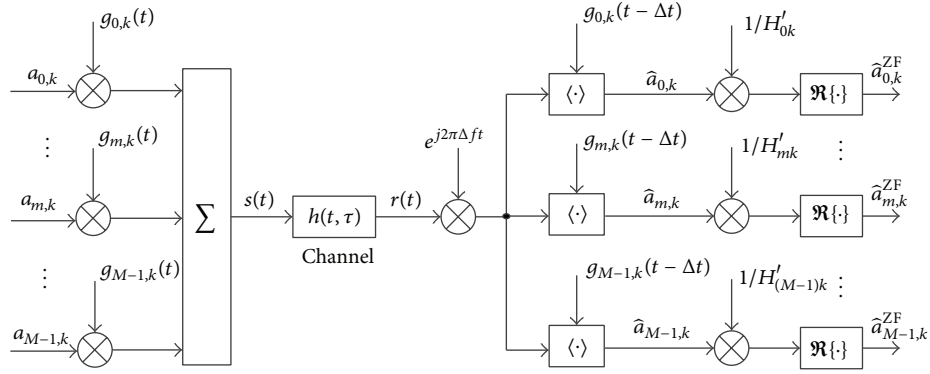 g_{0,k}(t)
a_{0,k}
⋮
g_{m,k}(t)
a_{m,k}
⋮
g_{M−1,k}(t)
a_{M−1,k}
∑
s(t)
h(t, τ)
Channel
r(t)
e^{j2πΔft}
g_{0,k}(t − Δt)
⟨·⟩
â_{0,k}
1/H′_{0k}
ℜ{·}
â^{ZF}_{0,k}
g_{m,k}(t − Δt)
⟨·⟩
â_{m,k}
1/H′_{mk}
⋮
ℜ{·}
â^{ZF}_{m,k}
g_{M−1,k}(t − Δt)
⟨·⟩
â_{M−1,k}
1/H′_{(M−1)k}
⋮
ℜ{·}
â^{ZF}_{M−1,k}